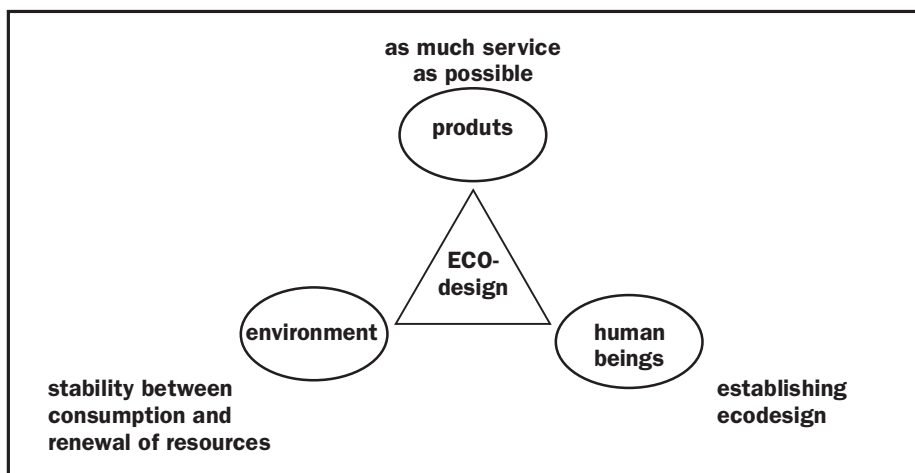 as much service
as possible
produts
ECO-
design
environment
human
beings
stability between
consumption and
renewal of resources
establishing
ecodesign